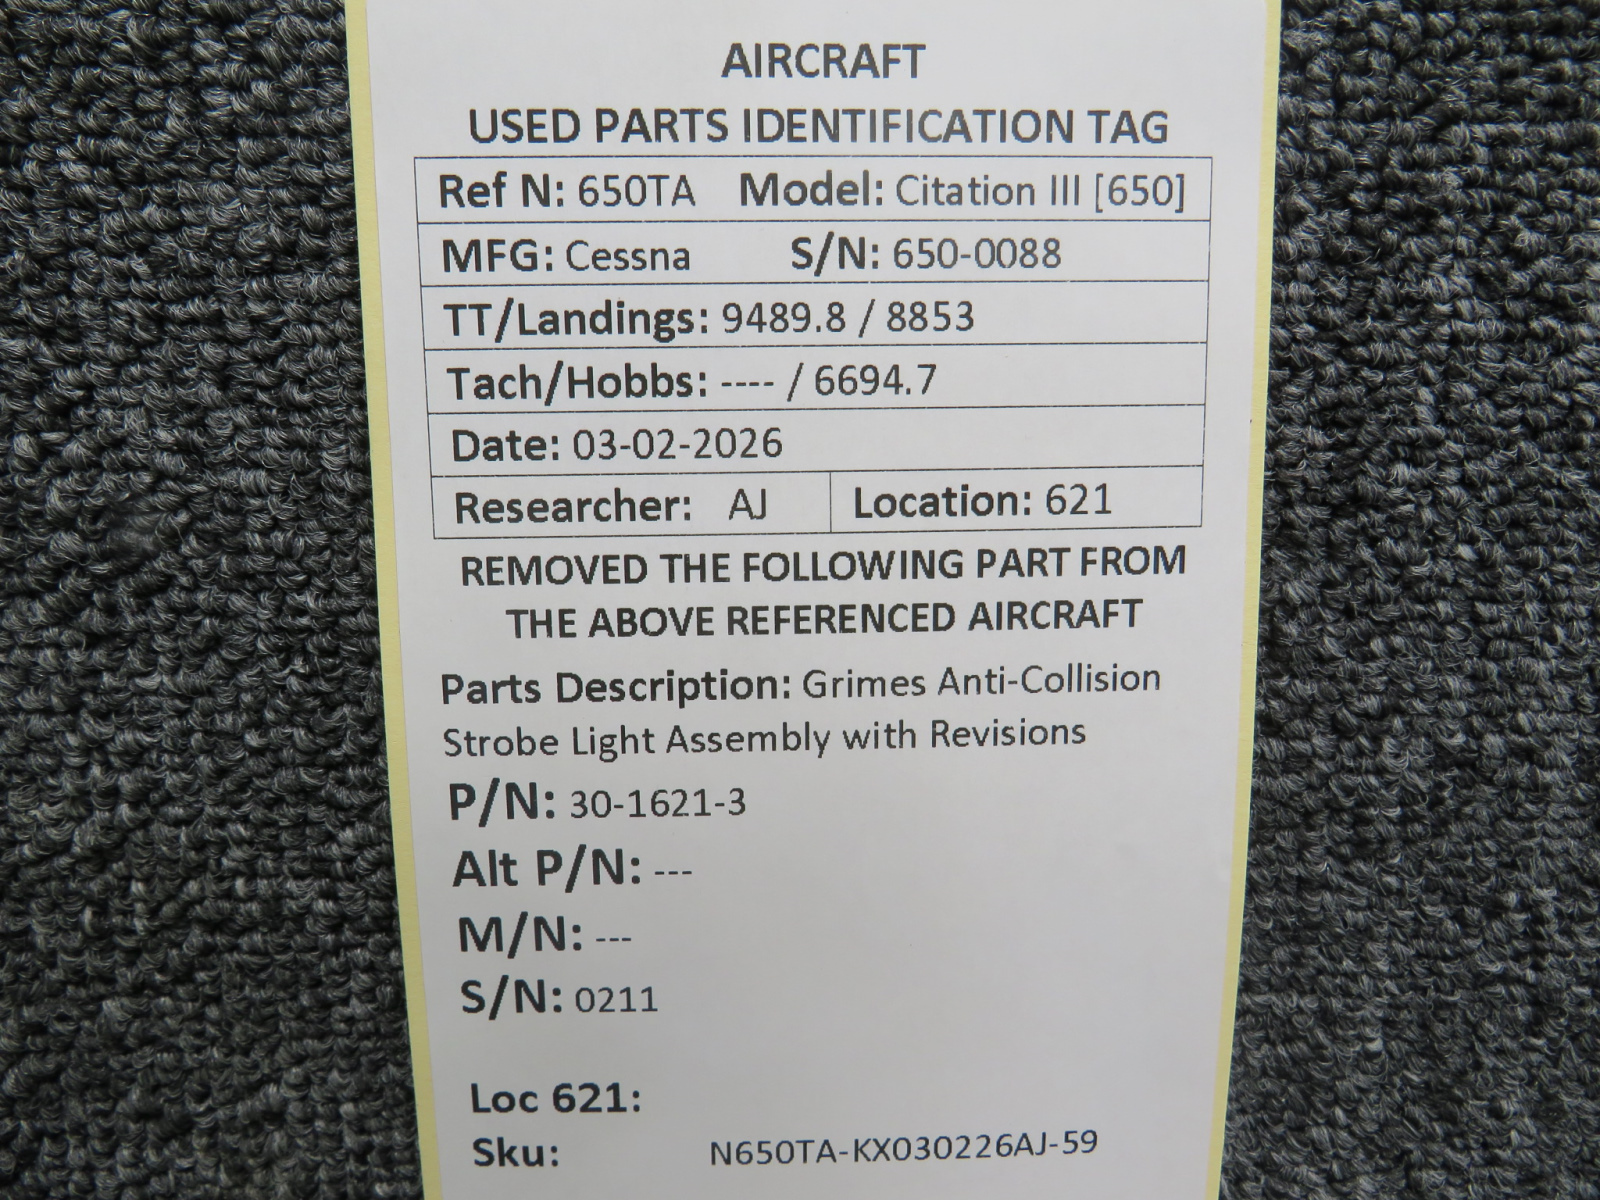 AIRCRAFT
USED PARTS IDENTIFICATION TAG
Ref N: 650TA Model: Citation III [650]
MFG: Cessna S/N: 650-0088
TT/Landings: 9489.8 / 8853
Tach/Hobbs: ---- / 6694.7
Date: 03-02-2026
Researcher: AJ Location: 621
REMOVED THE FOLLOWING PART FROM
THE ABOVE REFERENCED AIRCRAFT
Parts Description: Grimes Anti-Collision
Strobe Light Assembly with Revisions
P/N: 30-1621-3
Alt P/N: ---
M/N: ---
S/N: 0211
Loc 621:
Sku: N650TA-KX030226AJ-59